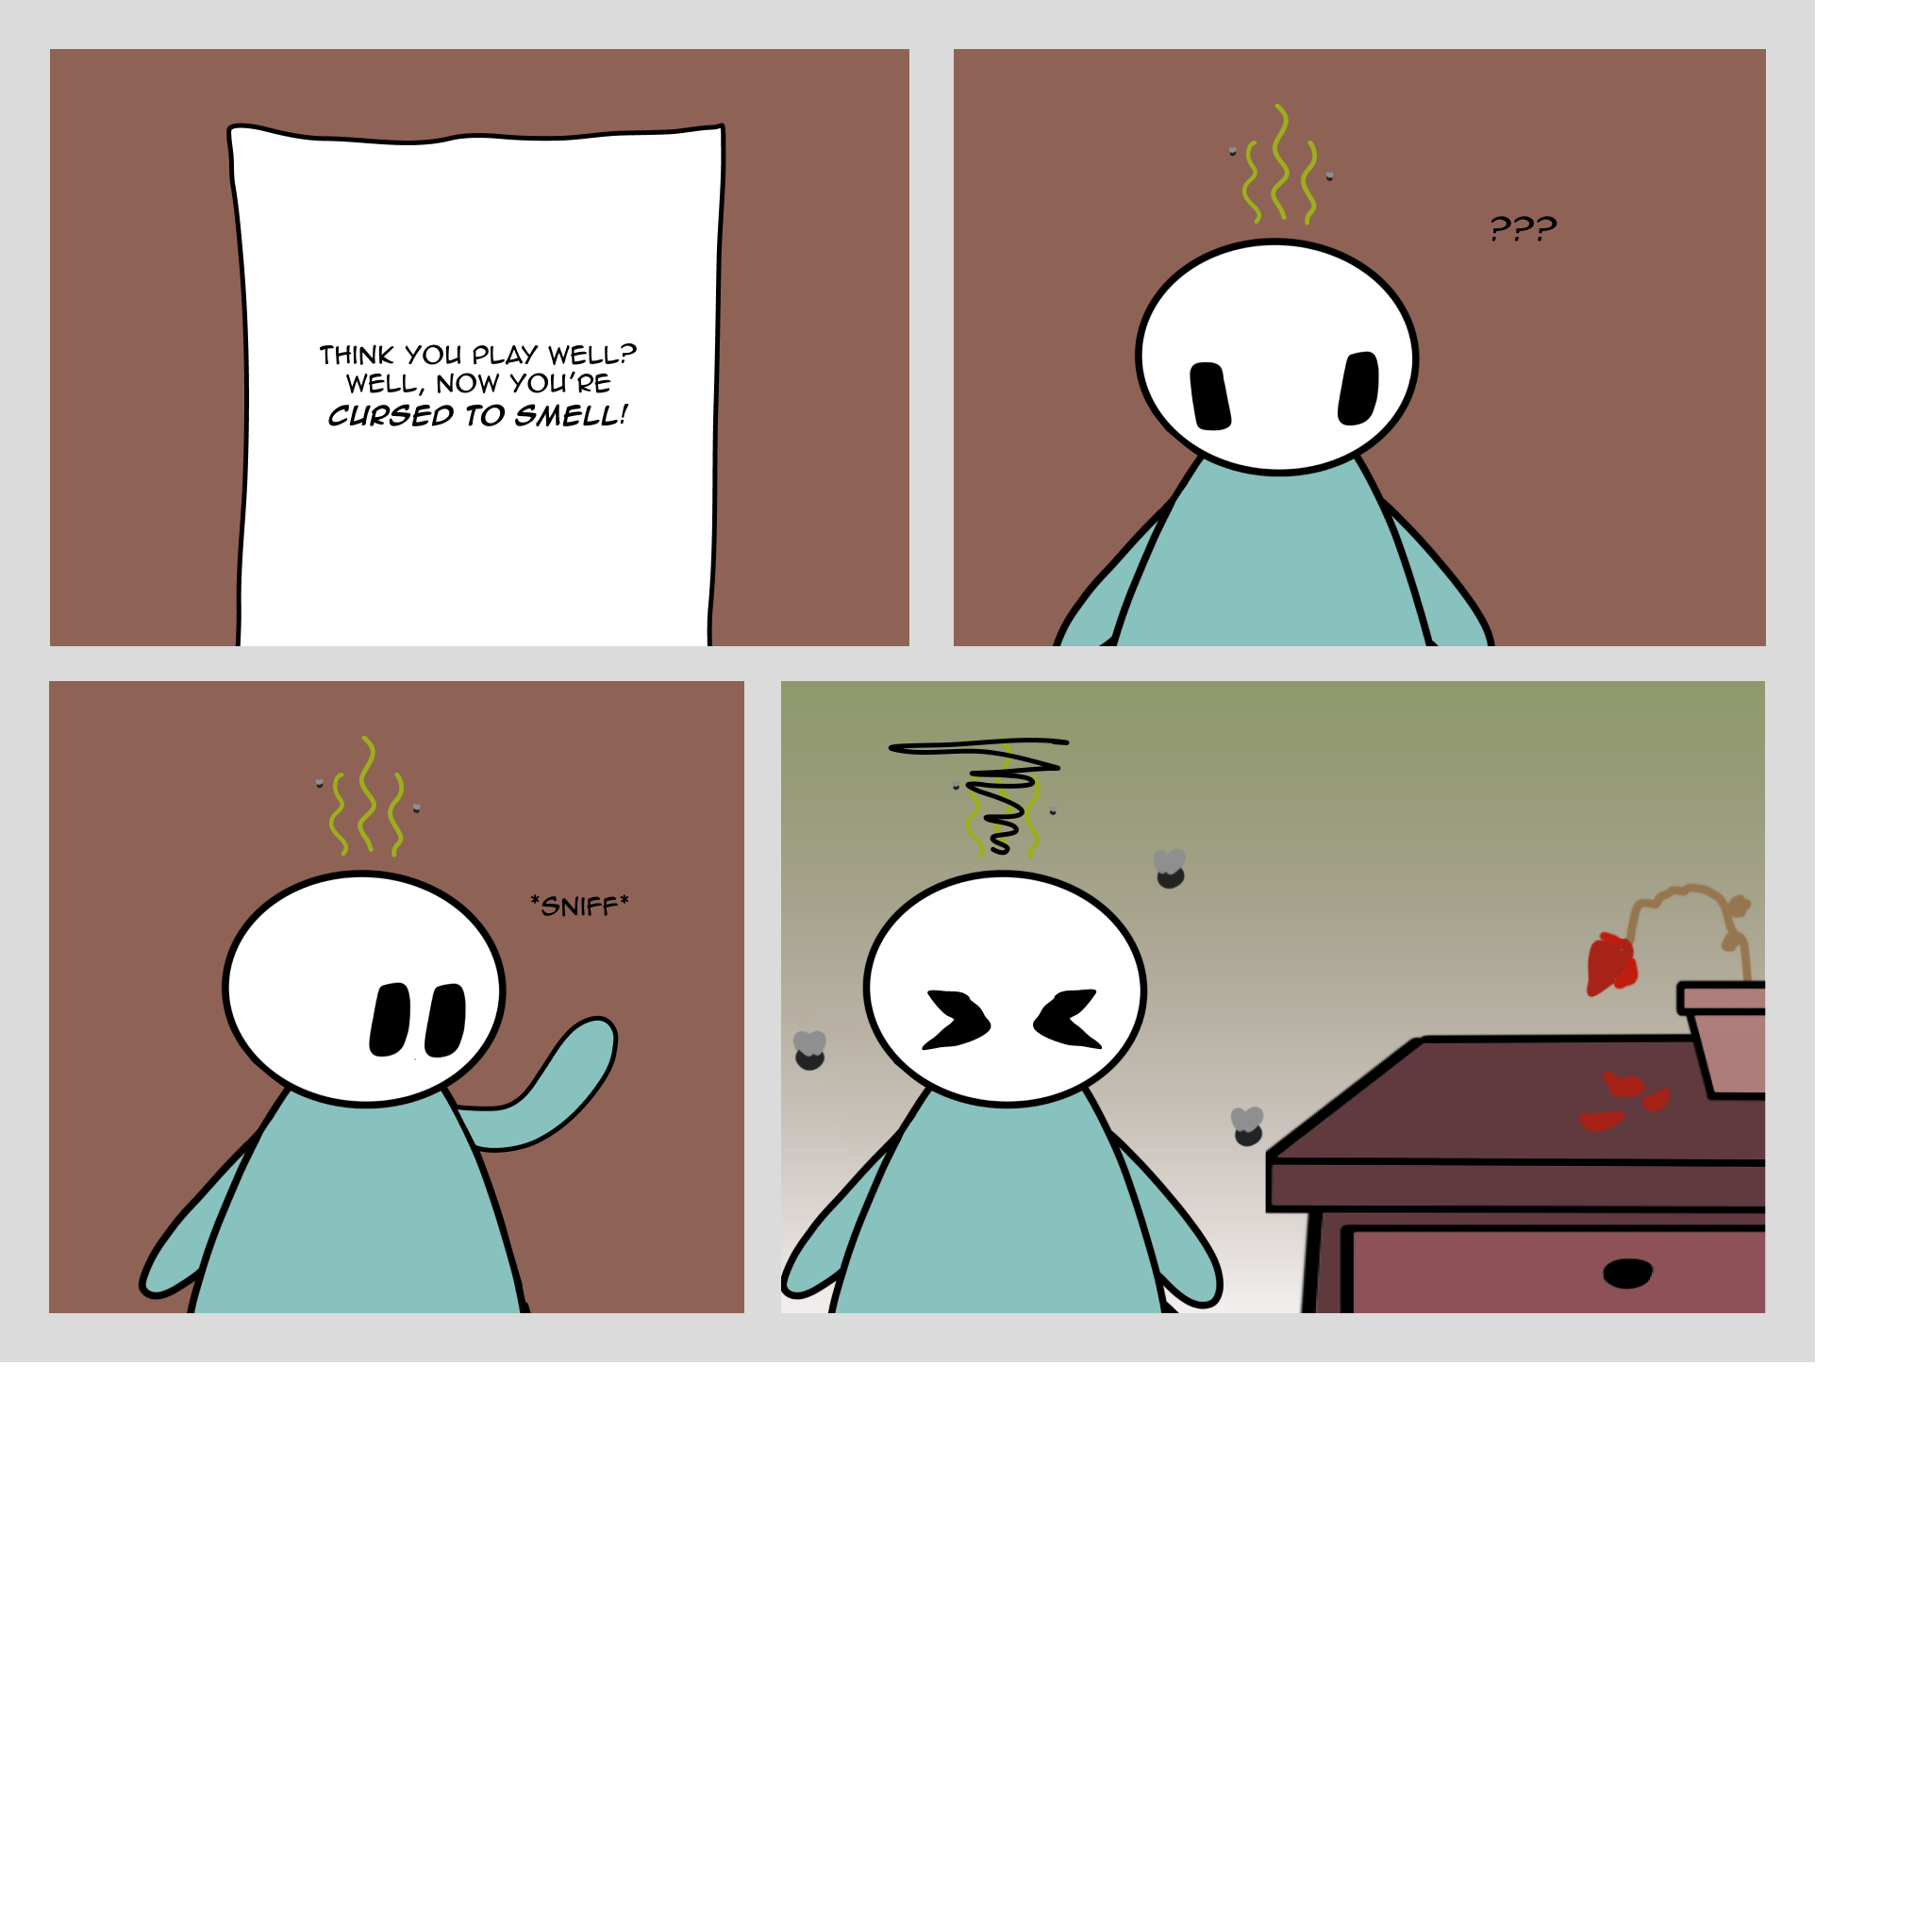 THINK YOU PLAY WELL?
WELL, NOW YOU'RE
CURSED TO SMELL!
???
*SNIFF*